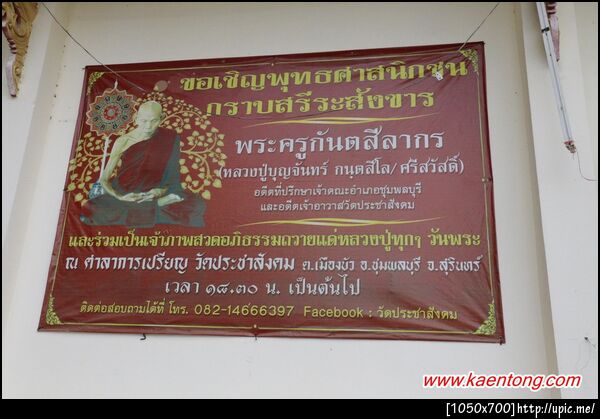 ขอเชิญพุทธศาสนิกชน
กราบสรีระสังขาร
พระครูกันตสีลากร
(หลวงปู่บุญจันทร์ กนฺตสีโล/ ศรีสวัสดิ์)
อดีตที่ปรึกษาเจ้าคณะอำเภอชุมพลบุรี
และอดีตเจ้าอาวาสวัดประชาสังคม
และร่วมเป็นเจ้าภาพสวดอภิธรรมถวายแด่หลวงปู่ทุกๆ วันพระ
ณ ศาลาการเปรียญ วัดประชาสังคม ต.เมืองบัว อ.ชุมพลบุรี จ.สุรินทร์
เวลา ๑๘.๓๐ น. เป็นต้นไป
ติดต่อสอบถามได้ที่ โทร. 082-14666397 Facebook : วัดประชาสังคม
www.kaentong.com
[1050x700]http://upic.me/